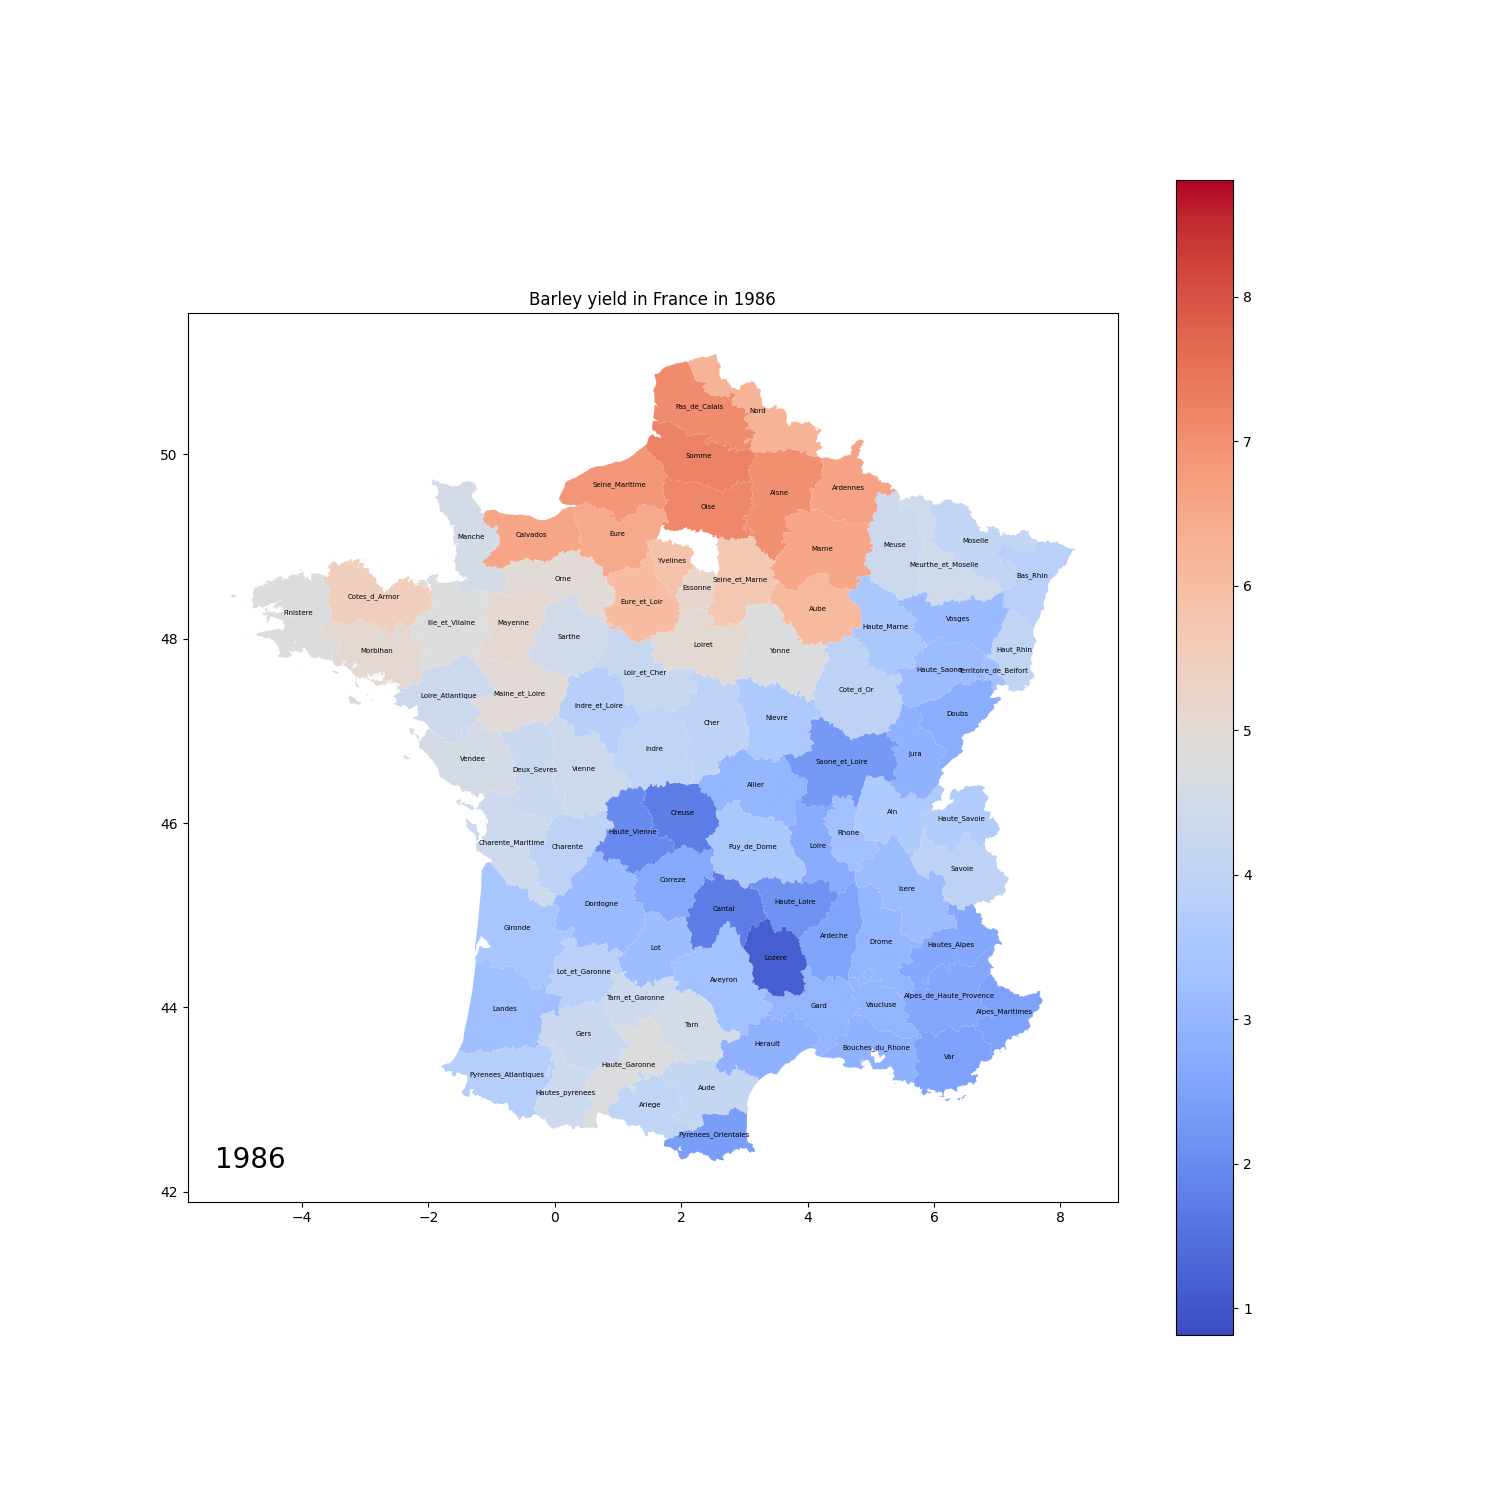 Barley yield in France in 1986
Pas_de_Calais
Nord
Somme
Seine_Maritime
Aisne
Ardennes
Oise
Calvados
Eure
Manche
Marne
Meuse
Moselle
Yvelines
Meurthe_et_Moselle
Bas_Rhin
Orne
Seine_et_Marne
Essonne
Cotes_d_Armor
Eure_et_Loir
Aube
Finistere
Ille_et_Vilaine
Mayenne
Vosges
Haute_Marne
Sarthe
Loiret
Morbihan
Yonne
Haut_Rhin
Loir_et_Cher
Haute_Saone
Territoire_de_Belfort
Loire_Atlantique
Maine_et_Loire
Cote_d_Or
Indre_et_Loire
Doubs
Nievre
Cher
Indre
Jura
Vendee
Saone_et_Loire
Deux_Sevres
Vienne
Allier
Creuse
Ain
Haute_Savoie
Haute_Vienne
Rhone
Charente_Maritime
Charente
Puy_de_Dome
Loire
Savoie
Correze
Isere
Dordogne
Haute_Loire
Cantal
Gironde
Ardeche
Drome
Hautes_Alpes
Lot
Lozere
Lot_et_Garonne
Aveyron
Tarn_et_Garonne
Alpes_de_Haute_Provence
Landes
Gard
Vaucluse
Alpes_Maritimes
Tarn
Gers
Herault
Bouches_du_Rhone
Var
Haute_Garonne
Pyrenees_Atlantiques
Aude
Hautes_pyrenees
Ariege
Pyrenees_Orientales
1986
50
48
46
44
42
−4
−2
0
2
4
6
8
8
7
6
5
4
3
2
1